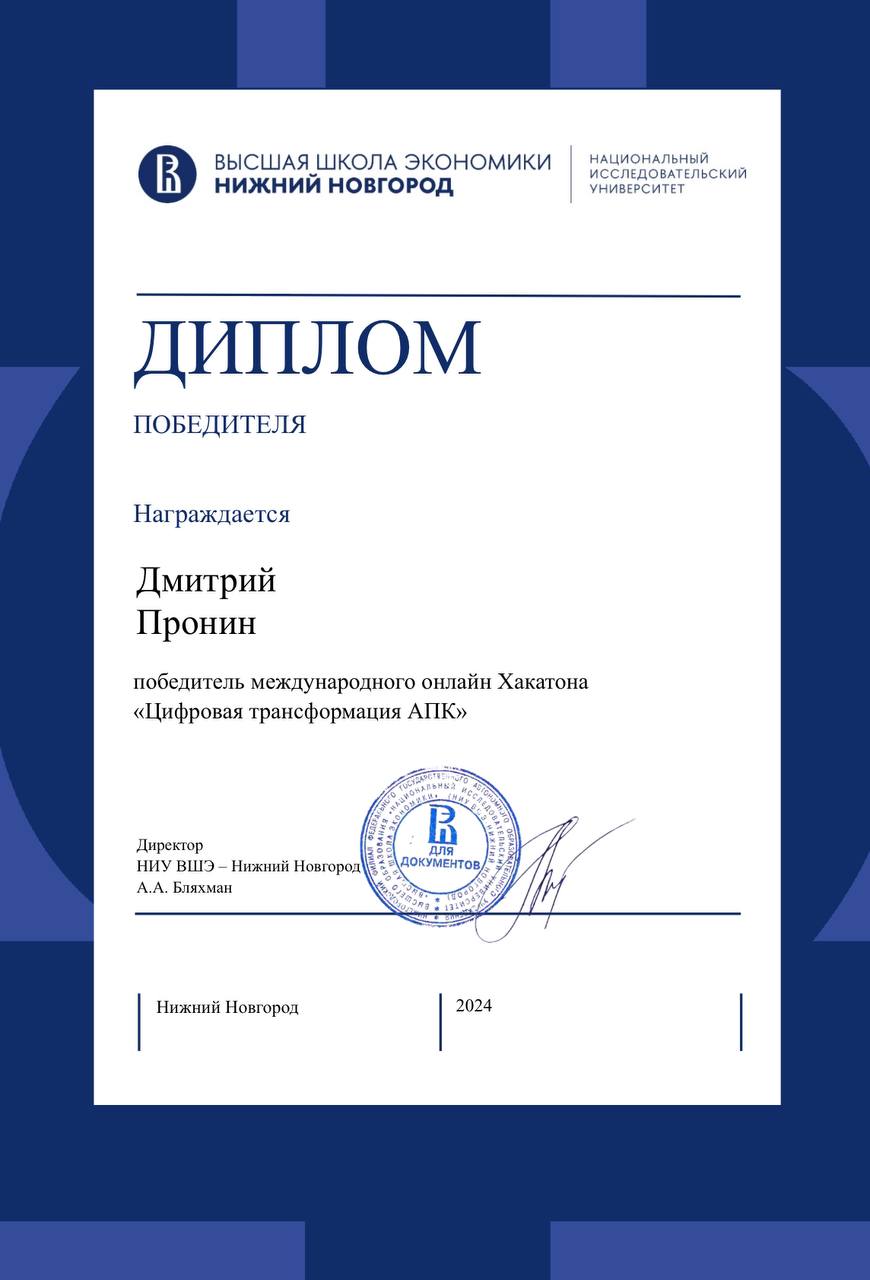 ВЫСШАЯ ШКОЛА ЭКОНОМИКИ
НИЖНИЙ НОВГОРОД
НАЦИОНАЛЬНЫЙ
ИССЛЕДОВАТЕЛЬСКИЙ
УНИВЕРСИТЕТ
ДИПЛОМ
ПОБЕДИТЕЛЯ
Награждается
Дмитрий
Пронин
победитель международного онлайн Хакатона
«Цифровая трансформация АПК»
Директор
НИУ ВШЭ – Нижний Новгород
А.А. Бляхман
ДЛЯ
ДОКУМЕНТОВ
Нижний Новгород
2024